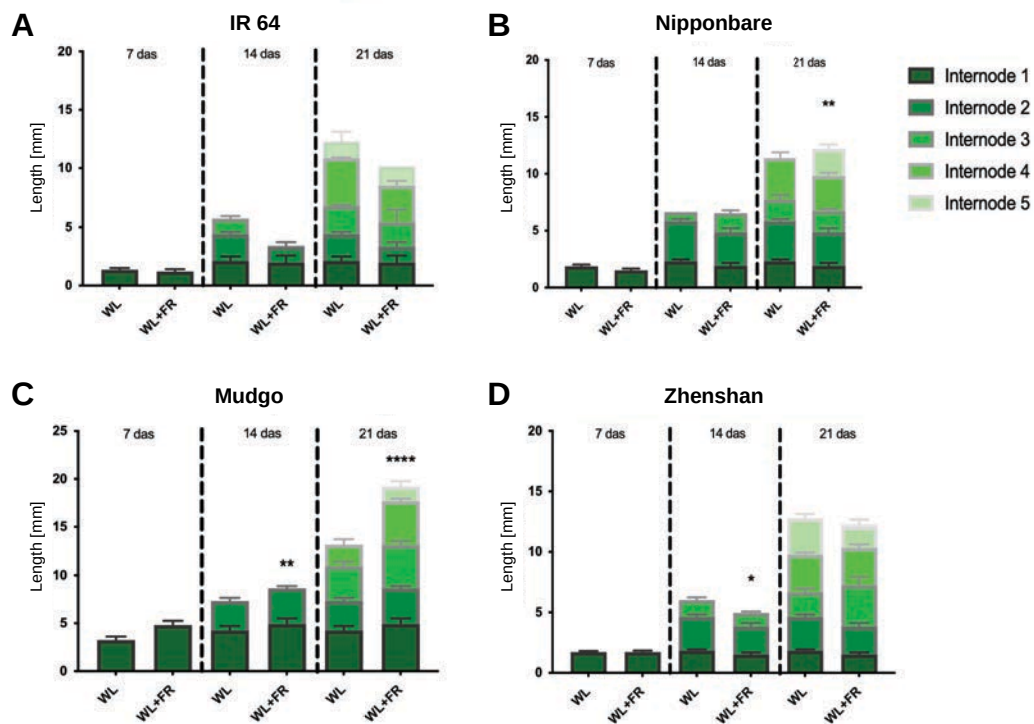 A
IR 64
20
15
10
5
0
Length [mm]
7 das
14 das
21 das
WL
WL+FR
WL
WL+FR
WL
WL+FR
B
Nipponbare
20
15
10
5
0
Length [mm]
7 das
14 das
21 das
**
WL
WL+FR
WL
WL+FR
WL
WL+FR
Internode 1
Internode 2
Internode 3
Internode 4
Internode 5
C
Mudgo
25
20
15
10
5
0
Length [mm]
7 das
14 das
21 das
**
****
WL
WL+FR
WL
WL+FR
WL
WL+FR
D
Zhenshan
20
15
10
5
0
Length [mm]
7 das
14 das
21 das
*
WL
WL+FR
WL
WL+FR
WL
WL+FR